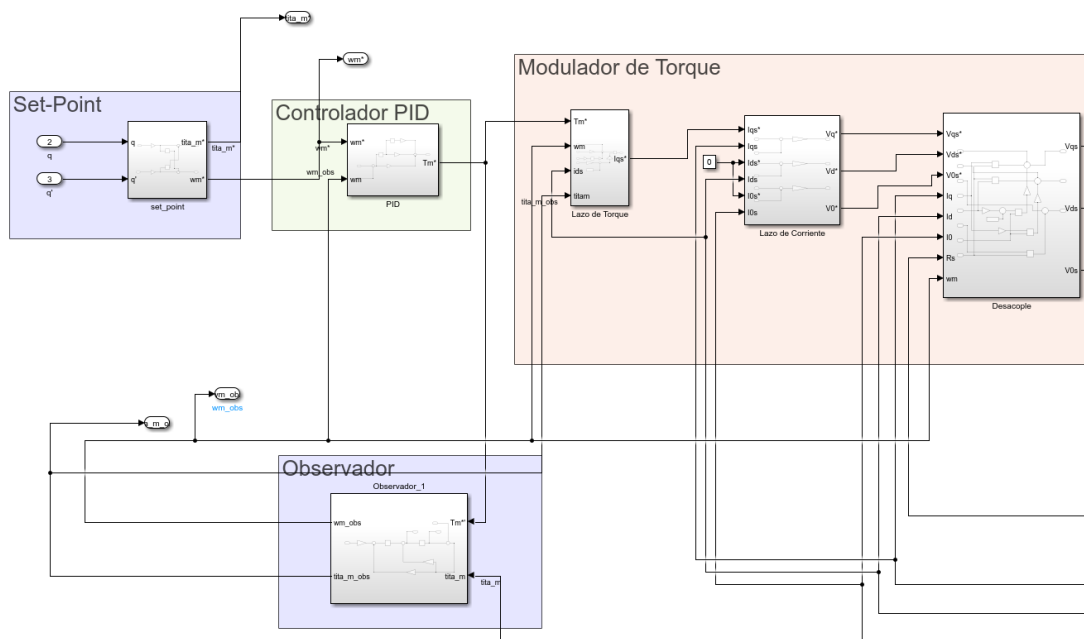 tita_m*
wm*
Modulador de Torque
Set-Point
Controlador PID
2
q
3
q'
q
q'
tita_m*
wm*
set_point
tita_m*
wm*
wm_obs
wm*
wm
Tm*
PID
Tm*
wm
ids
titam
Iqs*
tita_m_obs
Lazo de Torque
0
Iqs*
Iqs
Ids*
Ids
I0s*
I0s
Vq*
Vd*
V0*
Lazo de Corriente
Vqs*
Vds*
V0s*
Iq
Id
I0
Rs
wm
Vqs
Vds
V0s
Desacople
wm_obs
Observador
Observador_1
wm_obs
tita_m_obs
Tm*'
tita_m
tita_m